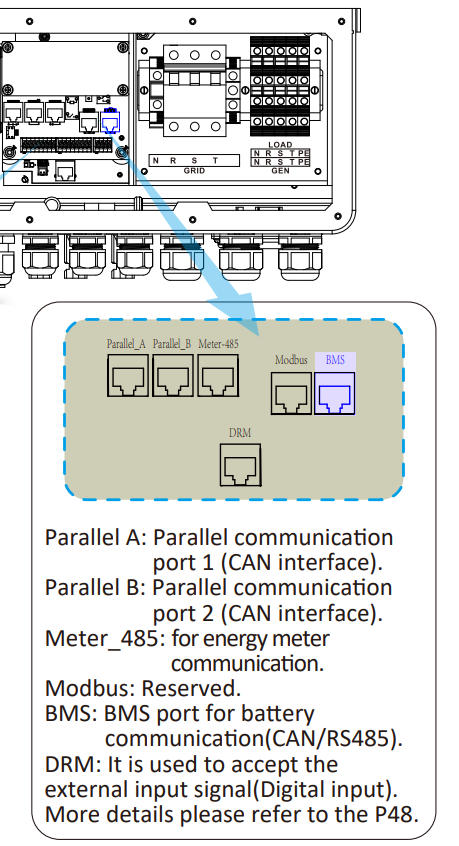 LOAD
N R S T PE
N R S T
N R S T PE
GRID
GEN
Parallel_A Parallel_B Meter-485
Modbus
BMS
DRM
Parallel A: Parallel communication
port 1 (CAN interface).
Parallel B: Parallel communication
port 2 (CAN interface).
Meter_485: for energy meter
communication.
Modbus: Reserved.
BMS: BMS port for battery
communication(CAN/RS485).
DRM: It is used to accept the
external input signal(Digital input).
More details please refer to the P48.